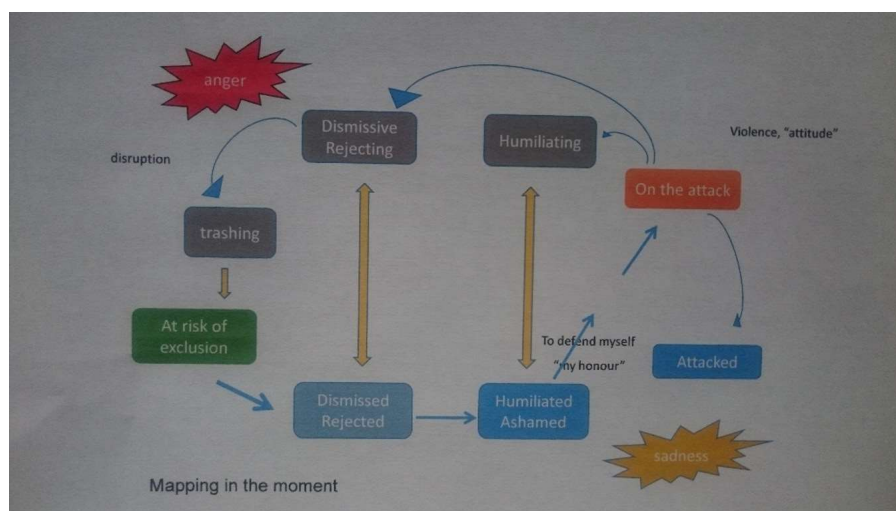 anger
Dismissive
Rejecting
Humiliating
Violence, "attitude"
disruption
On the attack
trashing
At risk of
exclusion
To defend myself
"my honour"
Attacked
Dismissed
Rejected
Humiliated
Ashamed
sadness
Mapping in the moment